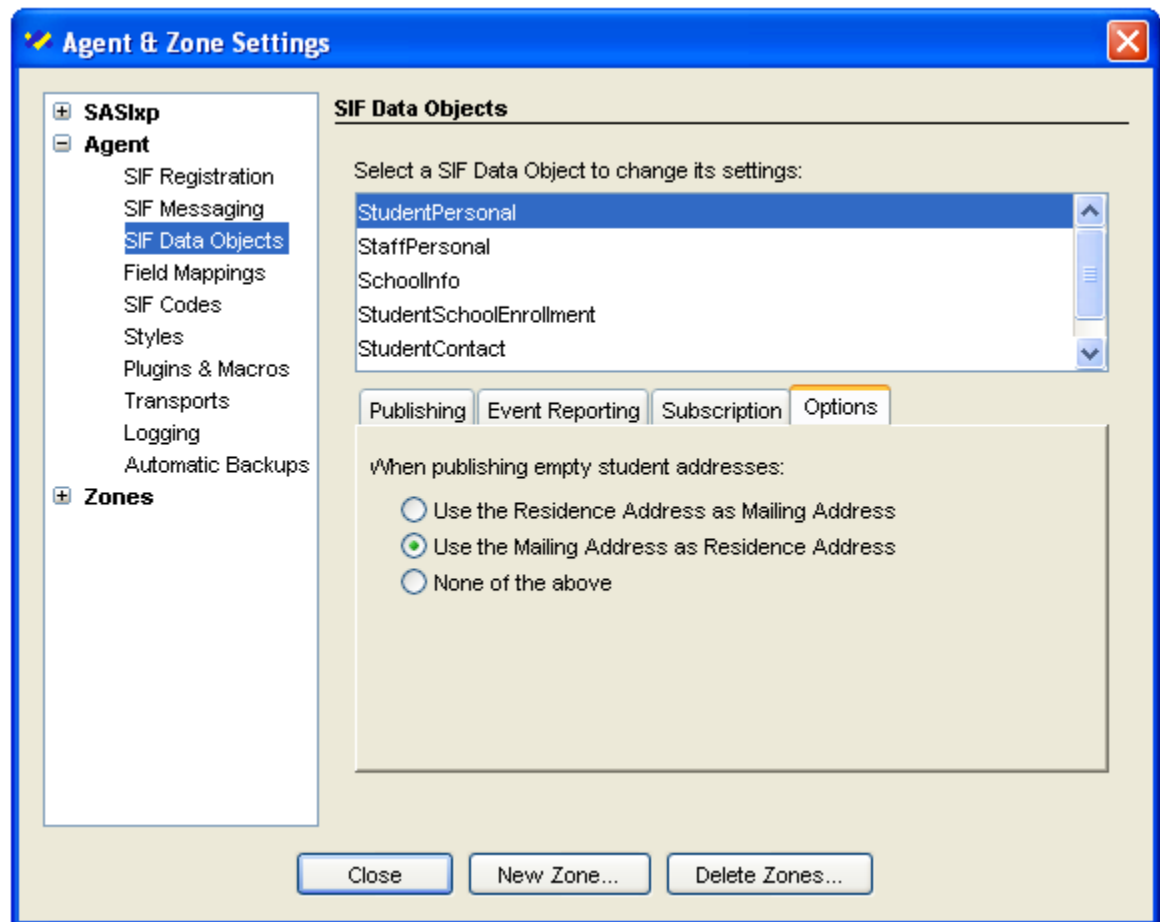 Agent & Zone Settings
SASIxp
Agent
SIF Registration
SIF Messaging
SIF Data Objects
Field Mappings
SIF Codes
Styles
Plugins & Macros
Transports
Logging
Automatic Backups
Zones
SIF Data Objects
Select a SIF Data Object to change its settings:
StudentPersonal
StaffPersonal
SchoolInfo
StudentSchoolEnrollment
StudentContact
Publishing Event Reporting Subscription Options
When publishing empty student addresses:
Use the Residence Address as Mailing Address
Use the Mailing Address as Residence Address
None of the above
Close New Zone... Delete Zones...